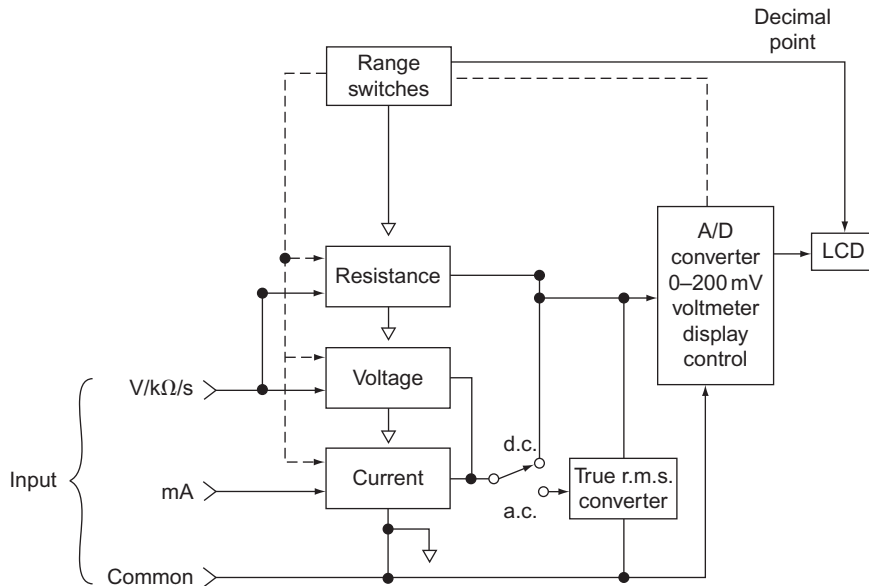 Decimal
point
Range
switches
A/D
converter
0–200 mV
voltmeter
display
control
LCD
Resistance
V/kΩ/s
Voltage
d.c.
Input
mA
Current
a.c.
True r.m.s.
converter
Common